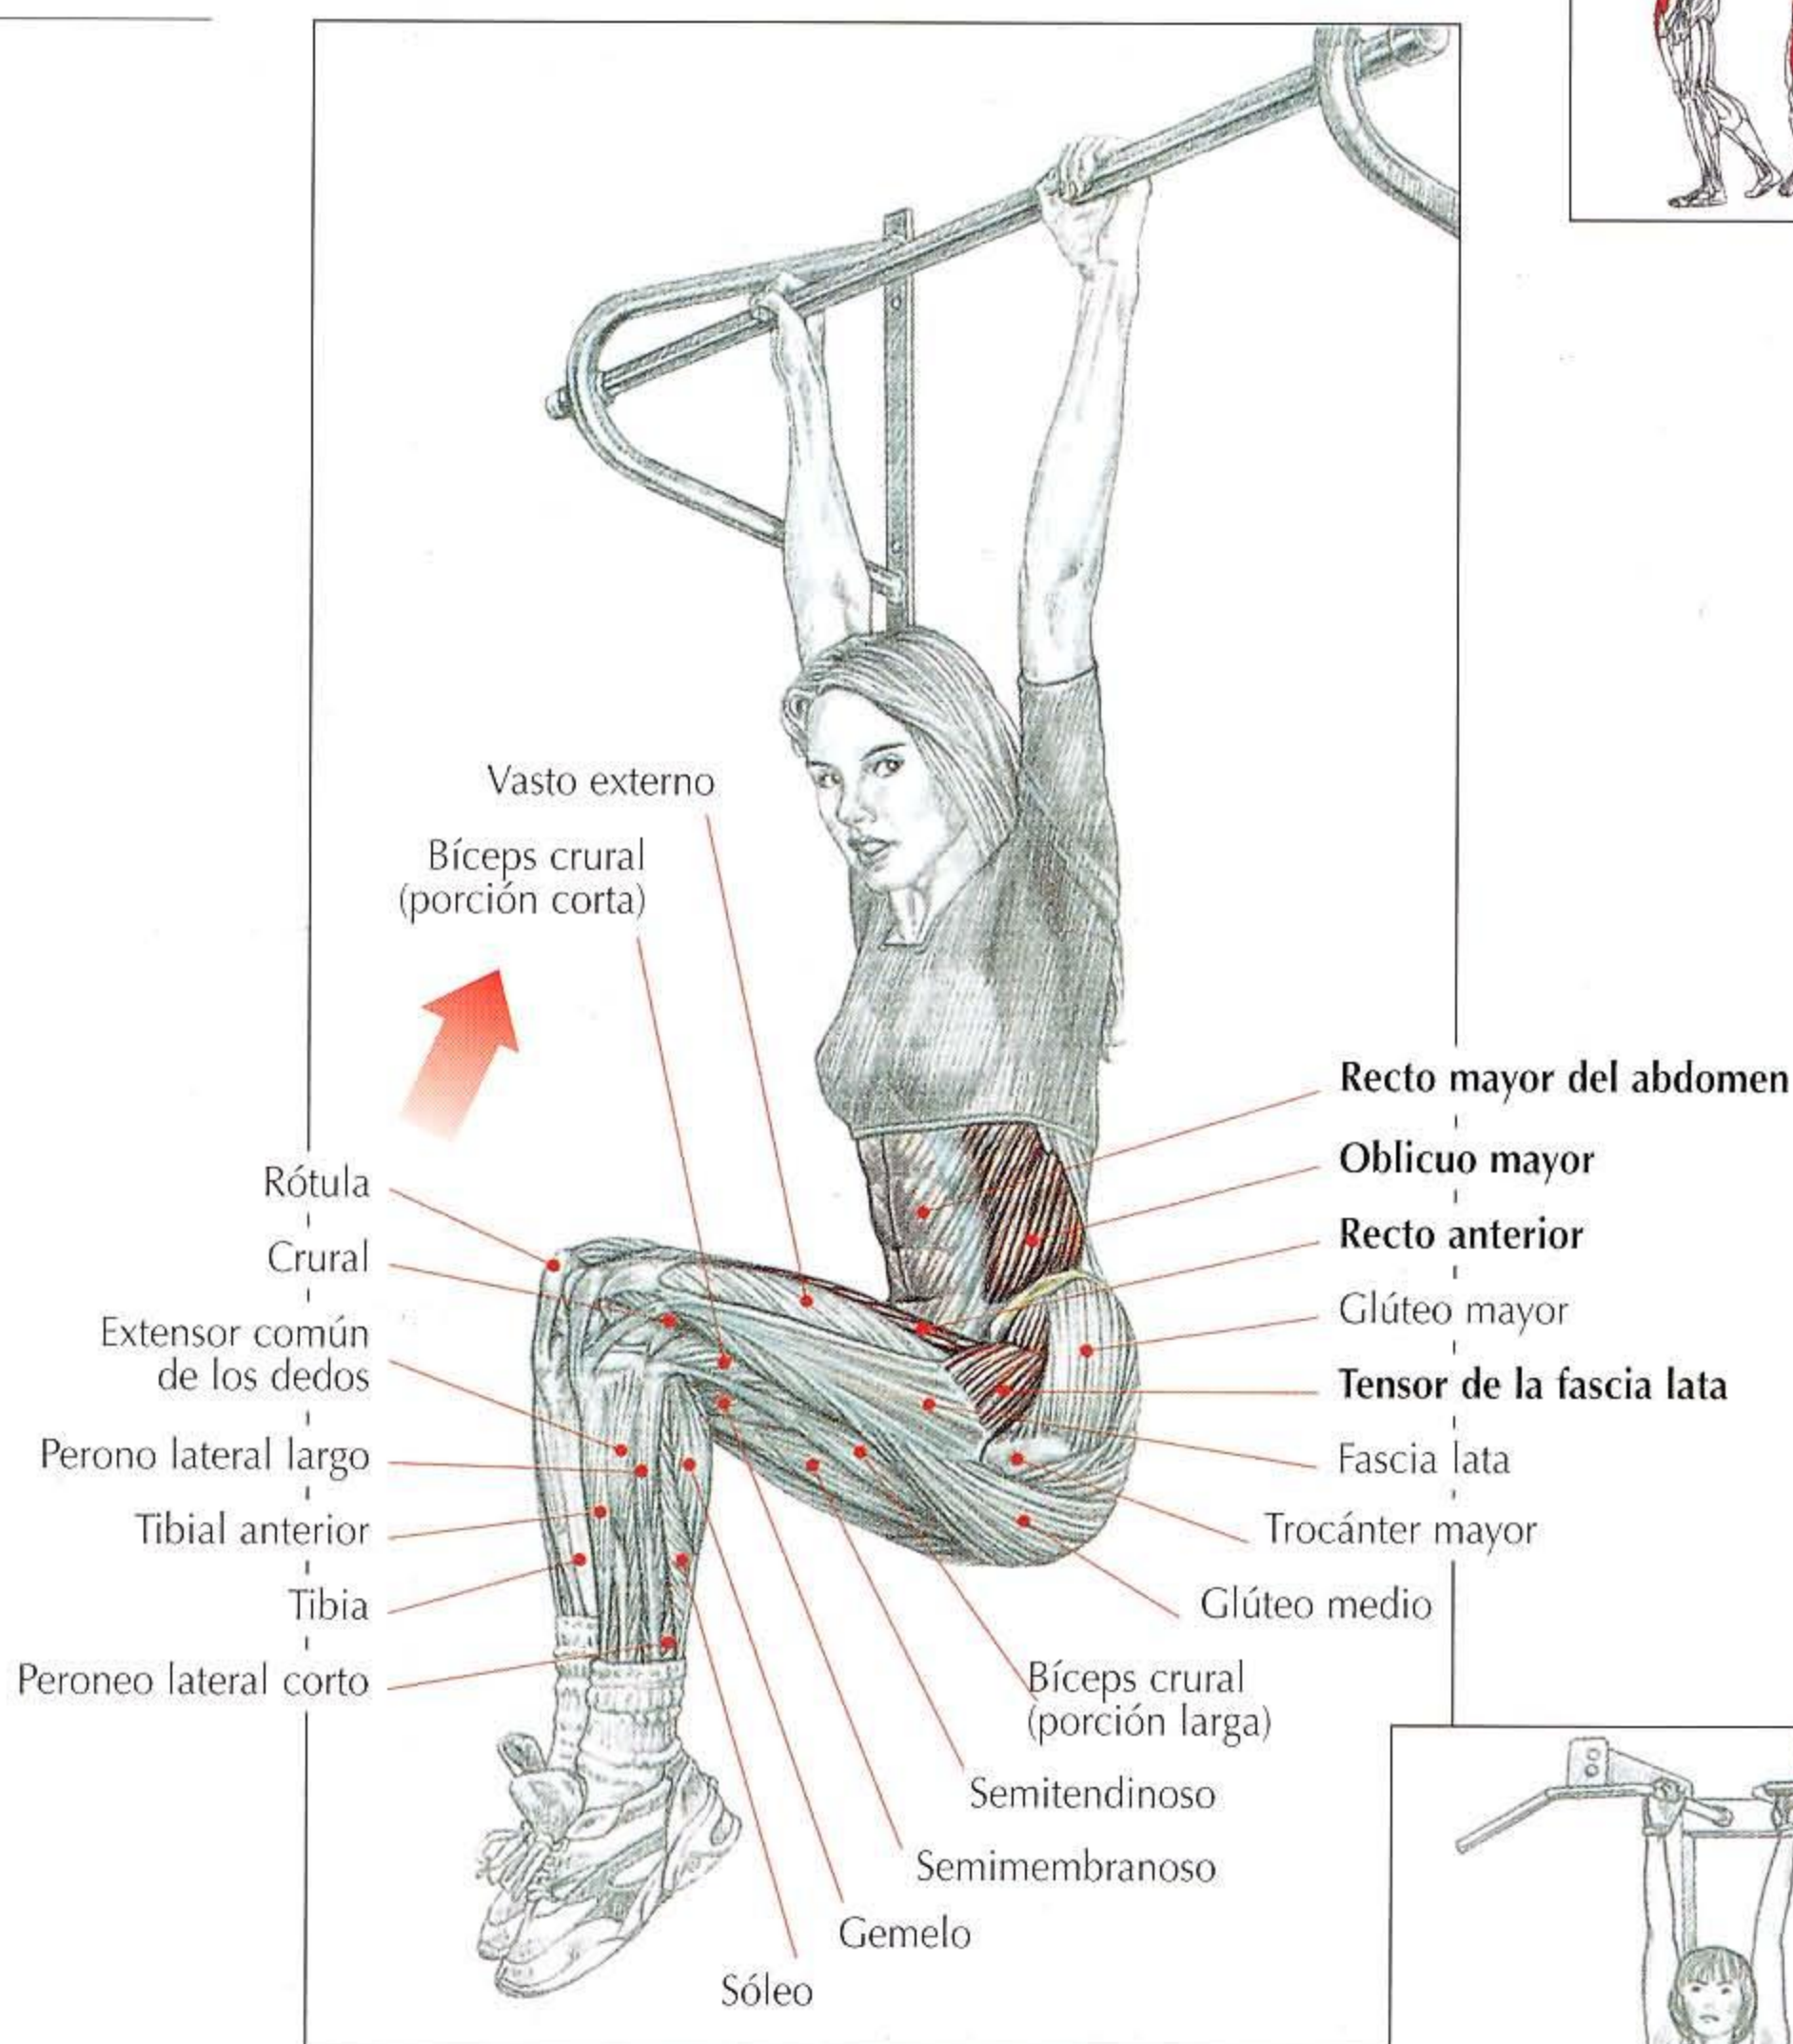 Vasto externo
Bíceps crural
(porción corta)
Rótula
Crural
Extensor común
de los dedos
Perono lateral largo
Tibial anterior
Tibia
Peroneo lateral corto
Recto mayor del abdomen
Oblicuo mayor
Recto anterior
Glúteo mayor
Tensor de la fascia lata
Fascia lata
Trocánter mayor
Glúteo medio
Bíceps crural
(porción larga)
Semitendinoso
Semimembranoso
Gemelo
Sóleo